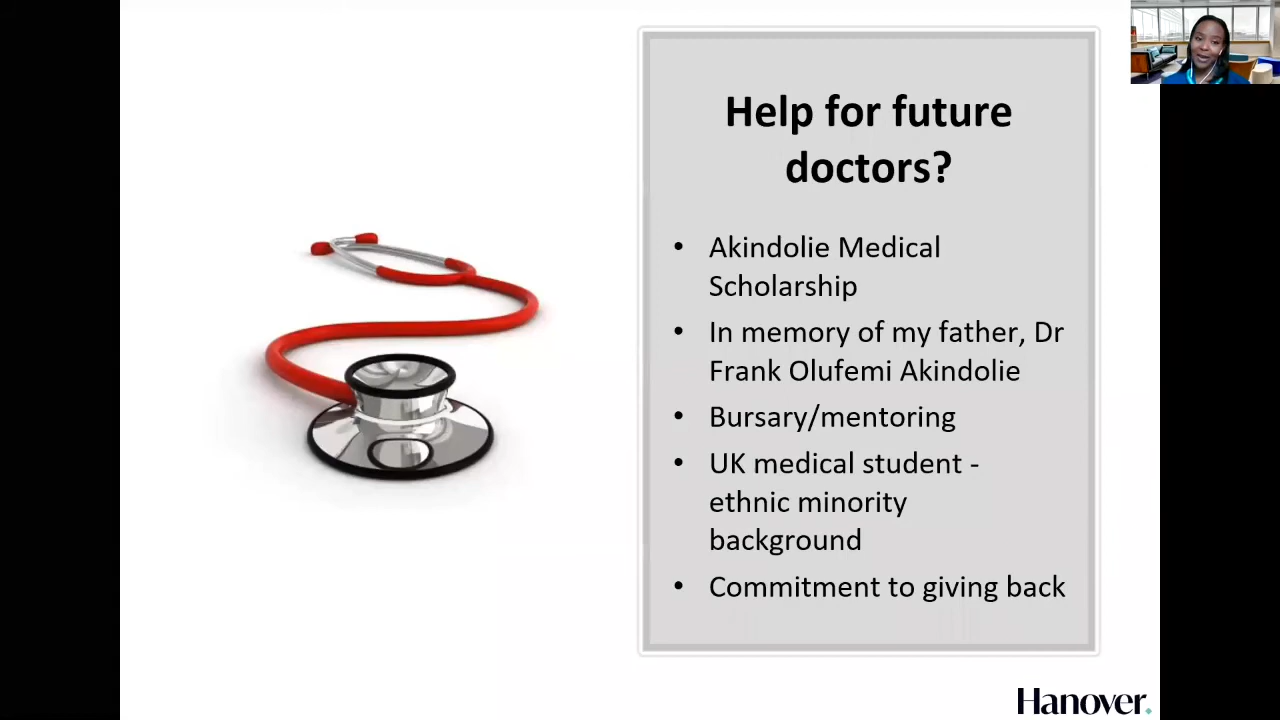 Help for future
doctors?
• Akindolie Medical
Scholarship
• In memory of my father, Dr
Frank Olufemi Akindolie
• Bursary/mentoring
• UK medical student -
ethnic minority
background
• Commitment to giving back
Hanover.